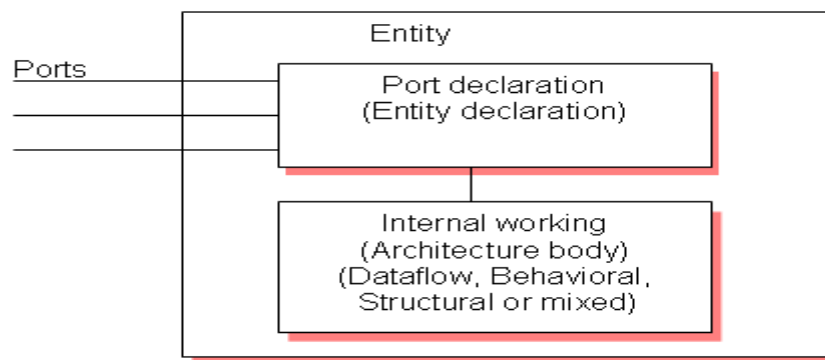 Entity
Ports
Port declaration
(Entity declaration)
Internal working
(Architecture body)
(Dataflow, Behavioral,
Structural or mixed)